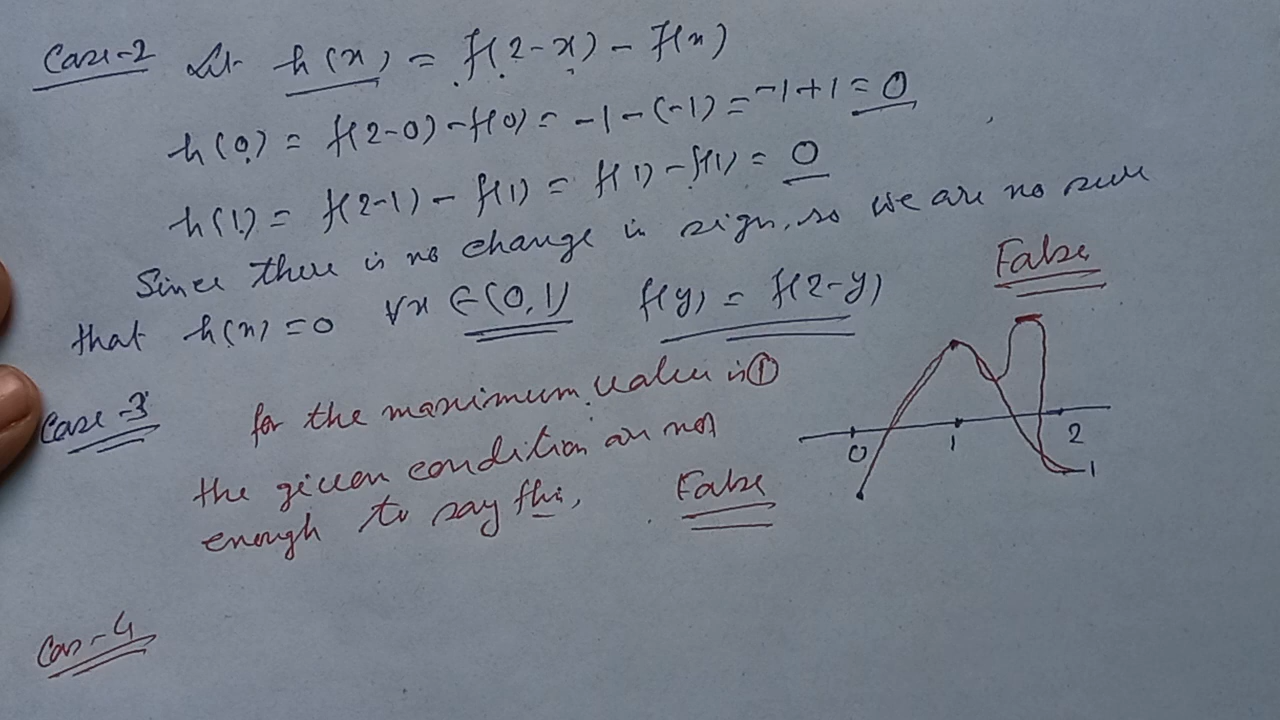 Case-2 Let h(x) = f(2-x) - f(x)
h(0) = f(2-0) - f(0) = -1 - (-1) = -1+1 = 0
h(1) = f(2-1) - f(1) = f(1) - f(1) = 0
Since there is no change in sign, so we are no sure
that h(x) = 0 ∀x ∈ (0,1) f(y) = f(2-y) False
Case-3 for the maximum value is ①
the given condition are not
enough to say this, False
0 1 2
-1
Cas-4